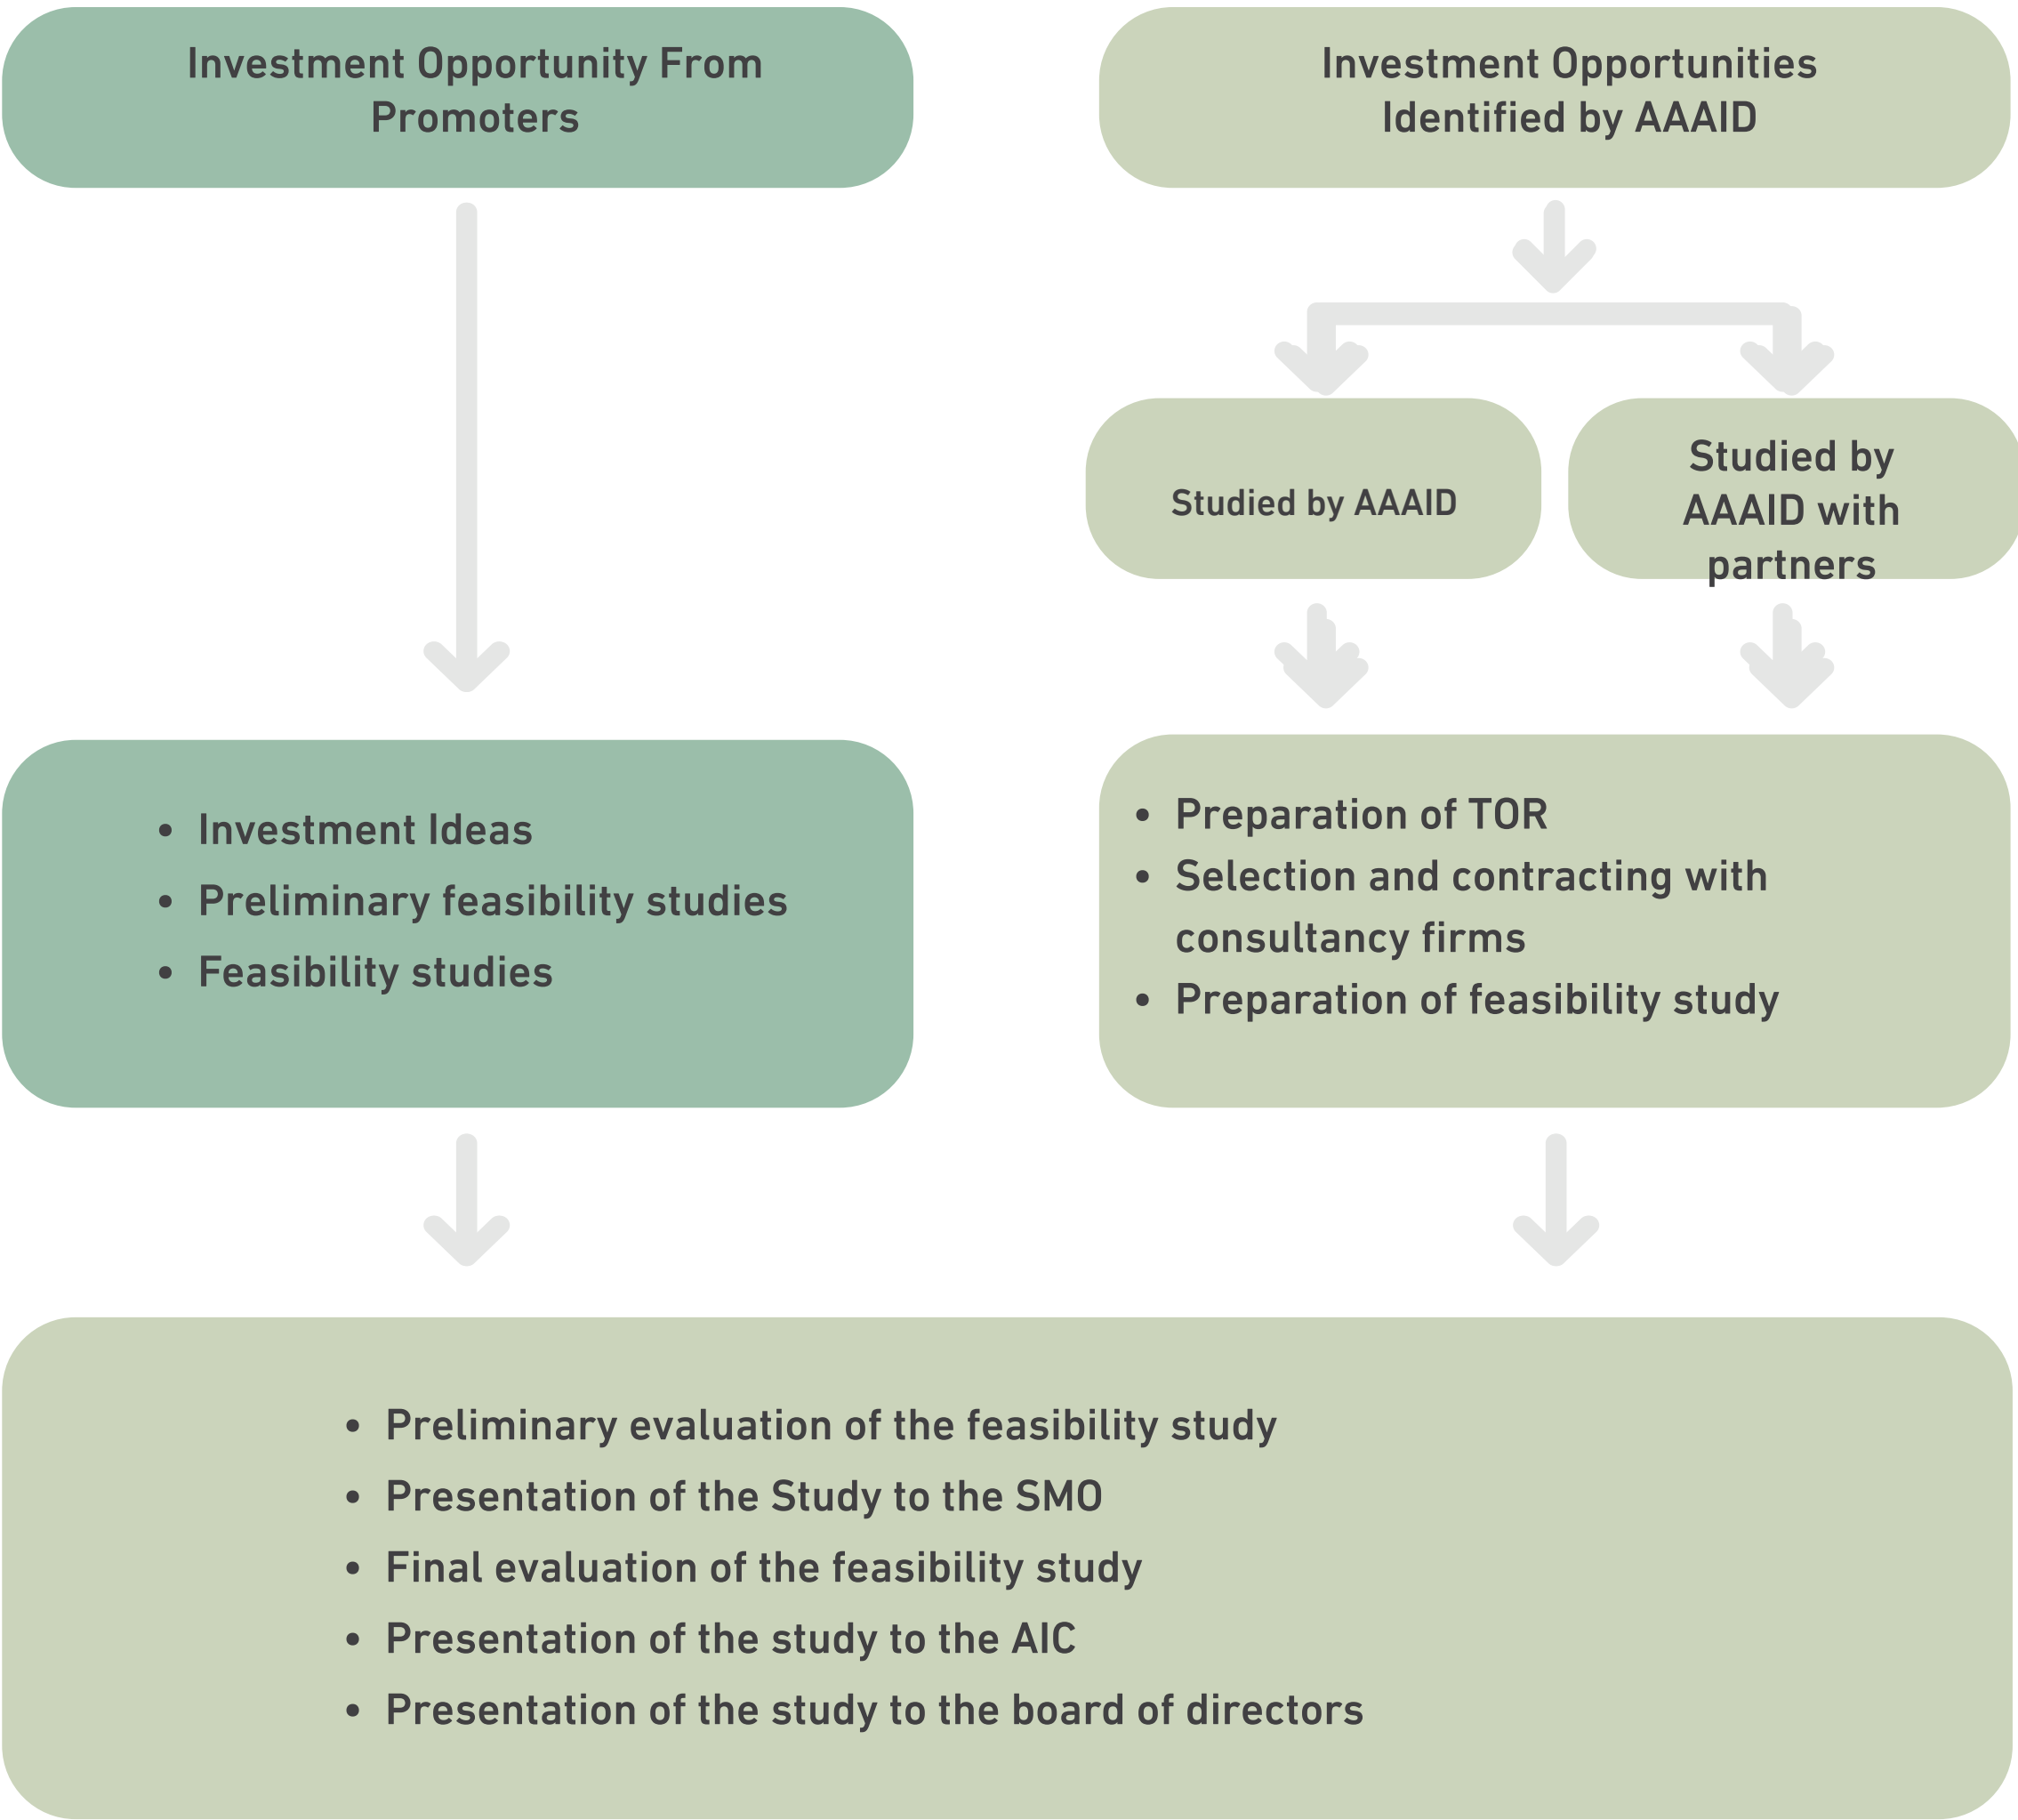 Investment Opportunity From
Promoters
Investment Opportunities
Identified by AAAID
Studied by AAAID
Studied by
AAAID with
partners
• Investment Ideas
• Preliminary feasibility studies
• Feasibility studies
• Preparation of TOR
• Selection and contracting with
consultancy firms
• Preparation of feasibility study
• Preliminary evaluation of the feasibility study
• Presentation of the Study to the SMO
• Final evaluation of the feasibility study
• Presentation of the study to the AIC
• Presentation of the study to the board of directors